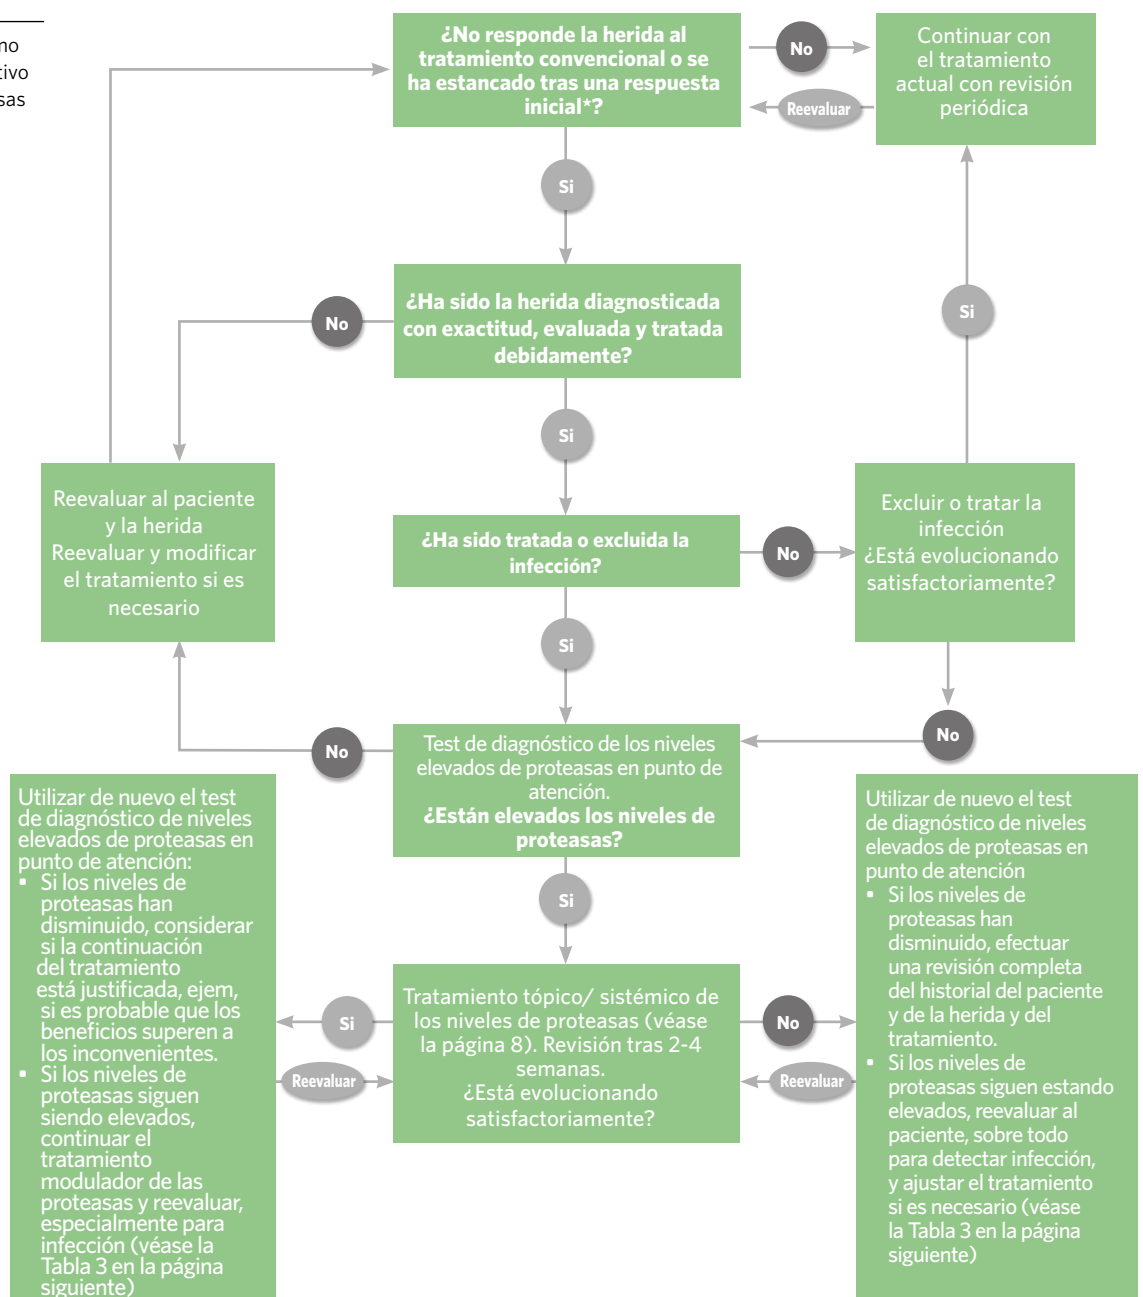 no
tivo
sas
¿No responde la herida al
tratamiento convencional o se
ha estancado tras una respuesta
inicial*?
No
Reevaluar
Continuar con
el tratamiento
actual con revisión
periódica
Si
¿Ha sido la herida diagnosticada
con exactitud, evaluada y tratada
debidamente?
No
Si
Si
Reevaluar al paciente
y la herida
Reevaluar y modificar
el tratamiento si es
necesario
¿Ha sido tratada o excluida la
infección?
No
Excluir o tratar la
infección
¿Está evolucionando
satisfactoriamente?
Si
No
Test de diagnóstico de los niveles
elevados de proteasas en punto de
atención.
¿Están elevados los niveles de
proteasas?
No
Si
Utilizar de nuevo el test
de diagnóstico de niveles
elevados de proteasas en
punto de atención:
• Si los niveles de
proteasas han
disminuido, considerar
si la continuación
del tratamiento
está justificada, ejem,
si es probable que los
beneficios superen a
los inconvenientes.
• Si los niveles de
proteasas siguen
siendo elevados,
continuar el
tratamiento
modulador de las
proteasas y reevaluar,
especialmente para
infección (véase la
Tabla 3 en la página
siguiente)
Si
Reevaluar
Tratamiento tópico/ sistémico de
los niveles de proteasas (véase
la página 8). Revisión tras 2-4
semanas.
¿Está evolucionando
satisfactoriamente?
No
Reevaluar
Utilizar de nuevo el test
de diagnóstico de niveles
elevados de proteasas en
punto de atención
• Si los niveles de
proteasas han
disminuido, efectuar
una revisión completa
del historial del paciente
y de la herida y del
tratamiento.
• Si los niveles de
proteasas siguen estando
elevados, reevaluar al
paciente, sobre todo
para detectar infección,
y ajustar el tratamiento
si es necesario (véase
la Tabla 3 en la página
siguiente)